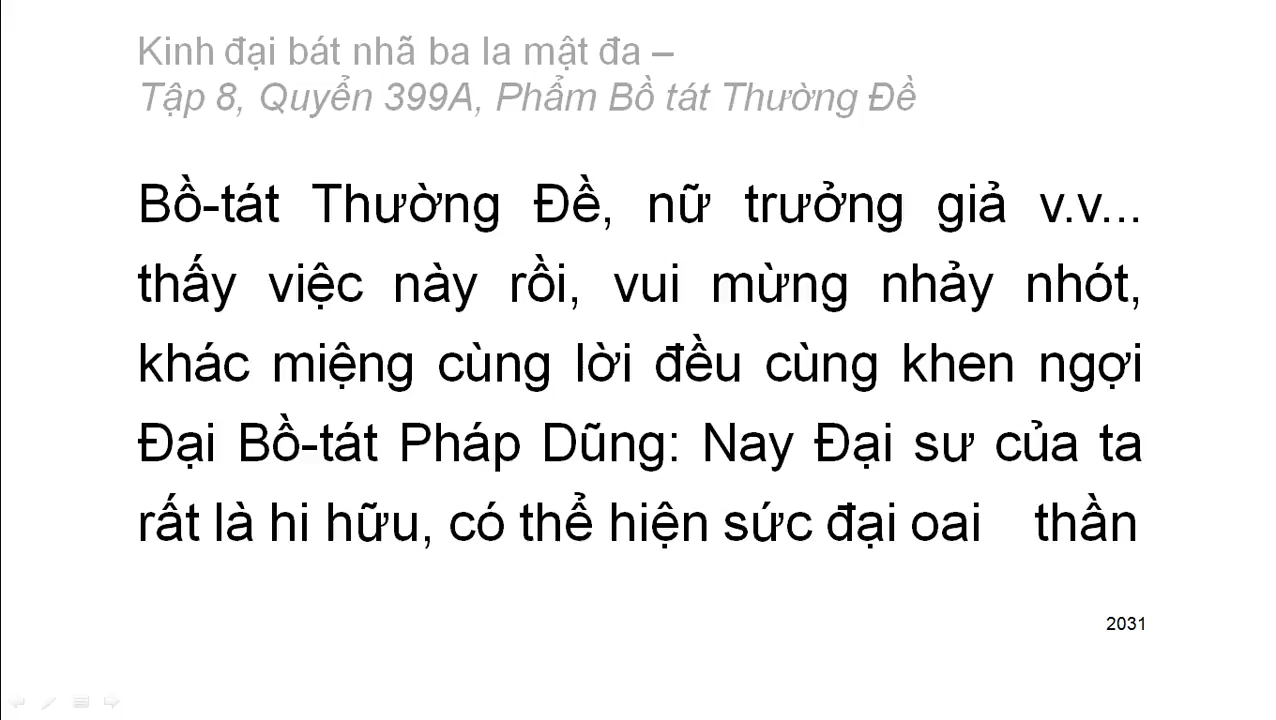 Kinh đại bát nhã ba la mật đa –
Tập 8, Quyển 399A, Phẩm Bồ tát Thường Đề
Bồ-tát Thường Đề, nữ trưởng giả v.v...
thấy việc này rồi, vui mừng nhảy nhót,
khác miệng cùng lời đều cùng khen ngợi
Đại Bồ-tát Pháp Dũng: Nay Đại sư của ta
rất là hi hữu, có thể hiện sức đại oai thần
2031